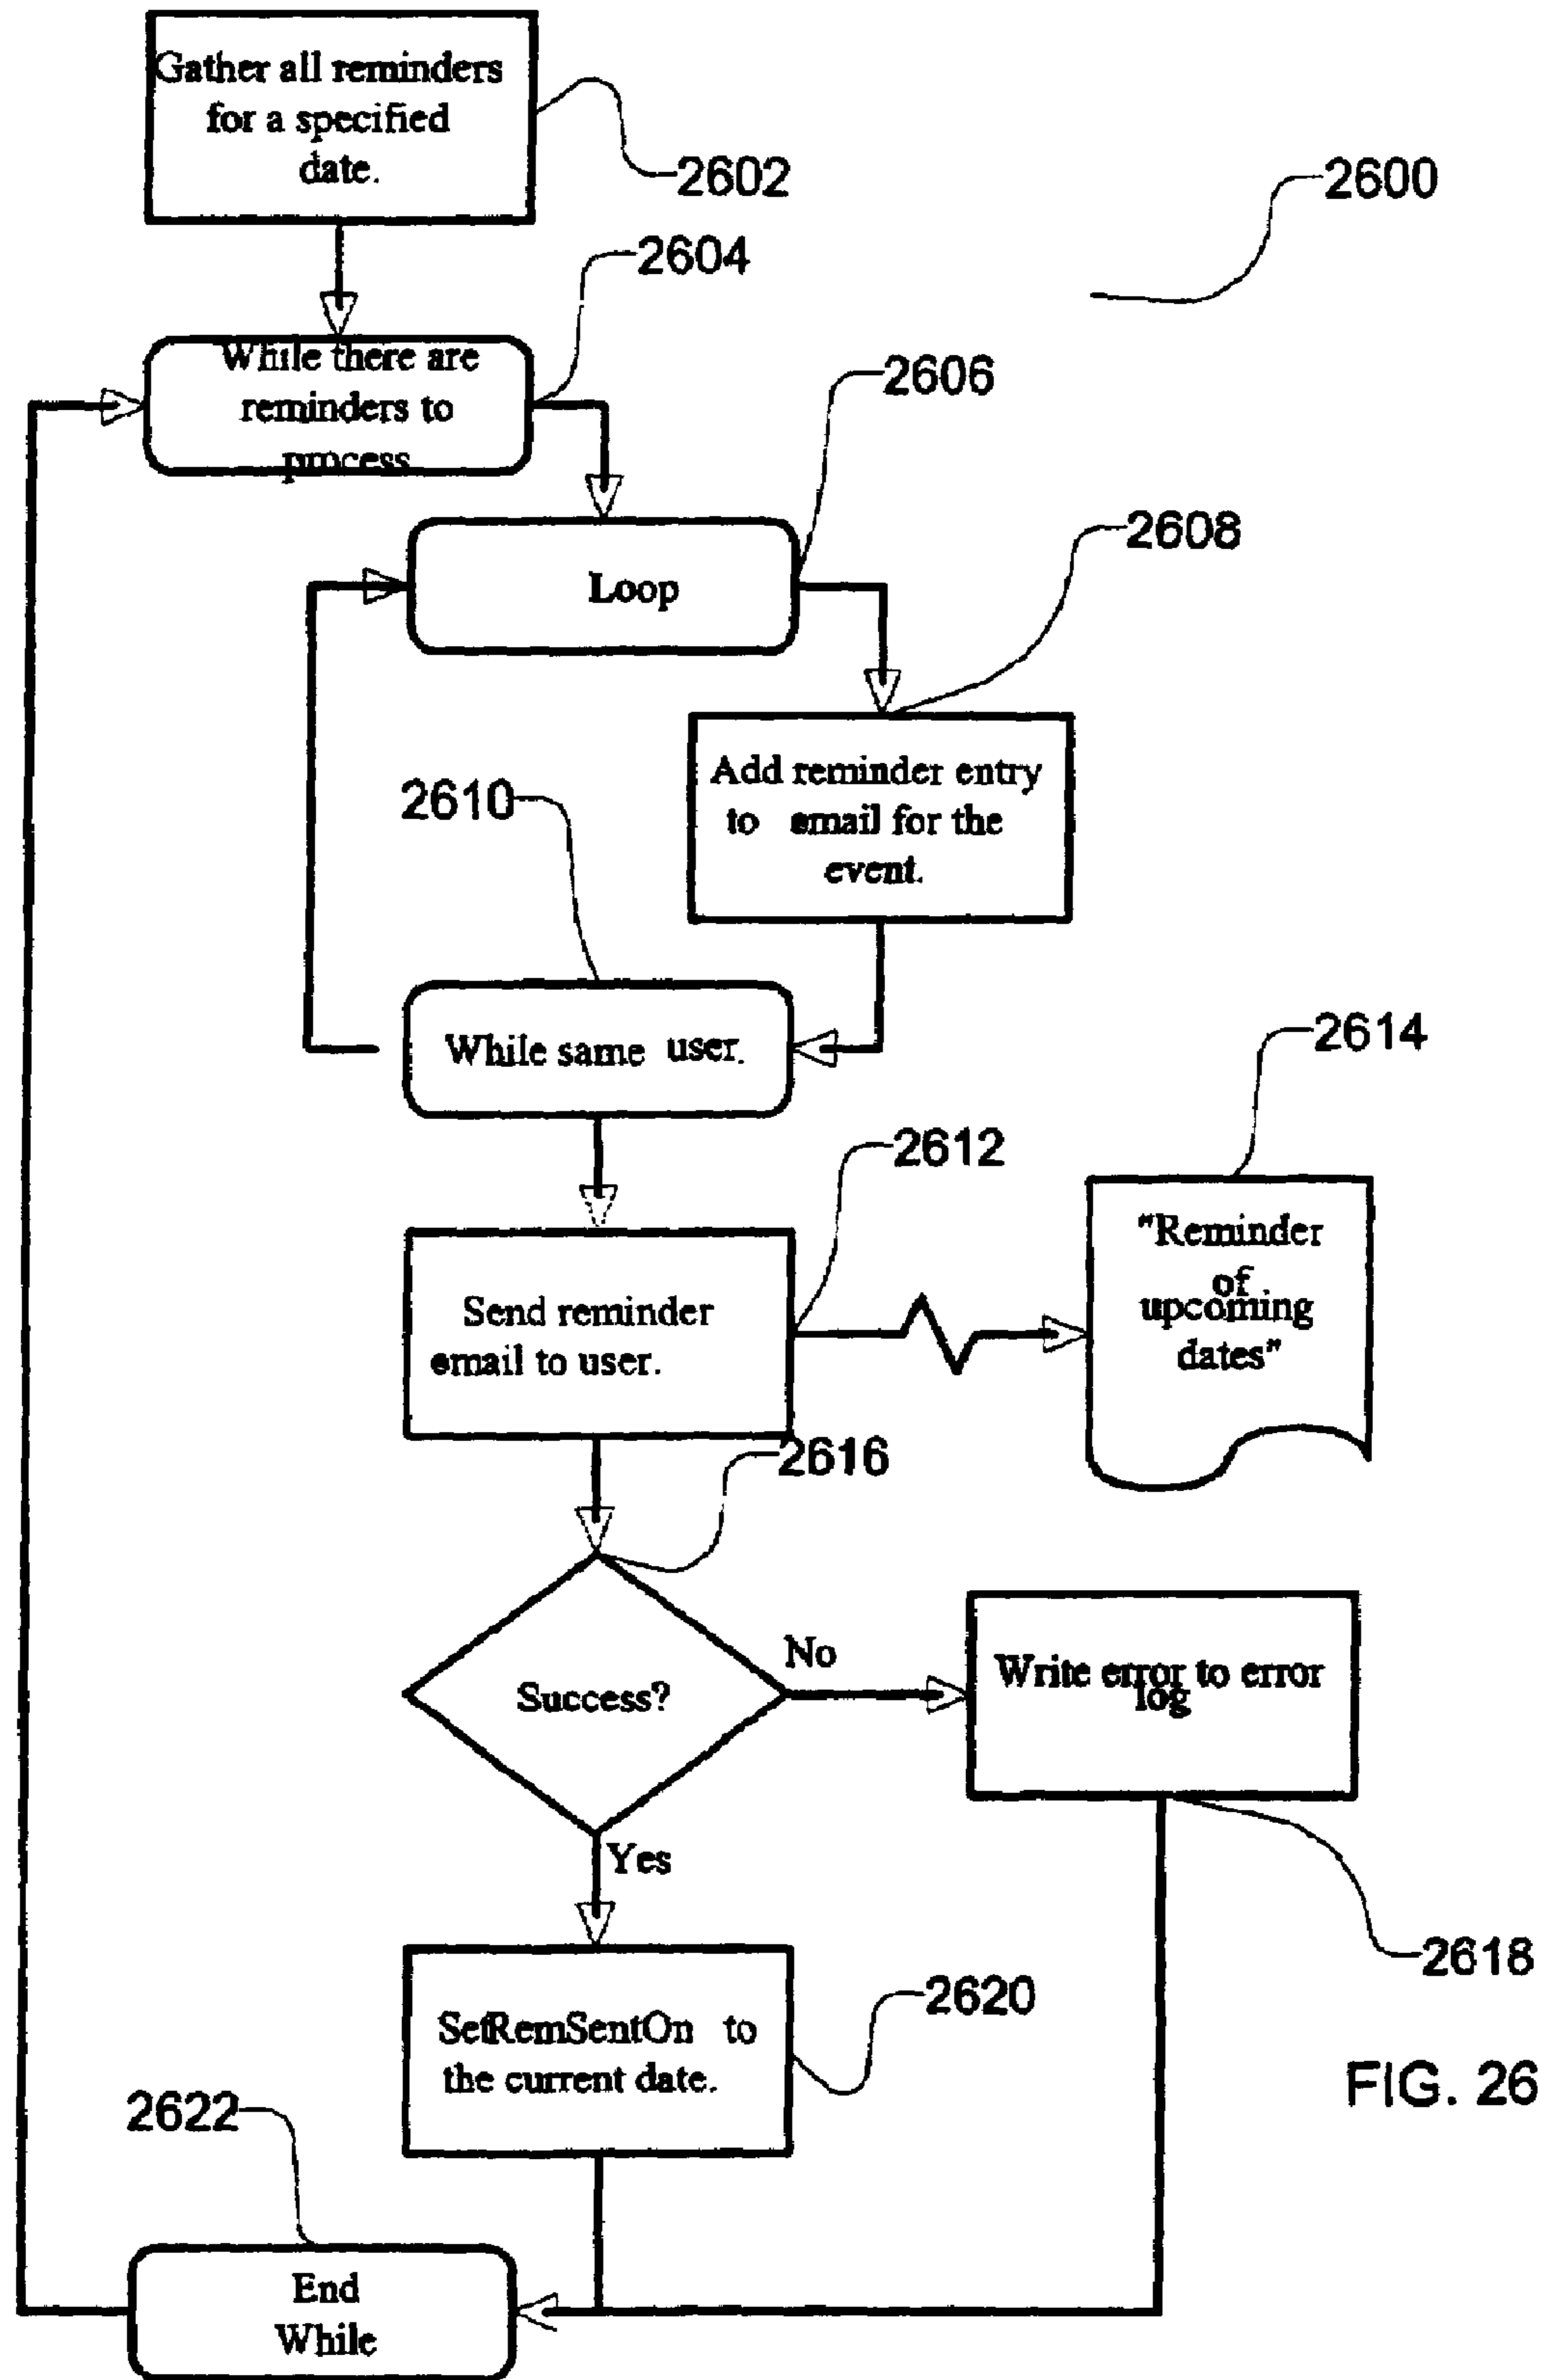 Gather all reminders
for a specified
date.
2602
2600
2604
While there are
reminders to
process
2606
Loop
2608
Add reminder entry
to email for the
event.
2610
While same user.
2614
2612
"Reminder
of
upcoming
dates"
Send reminder
email to user.
2616
No
Success?
Write error to error
log
Yes
2618
2620
SetRemSentOn to
the current date.
FIG. 26
2622
End
While